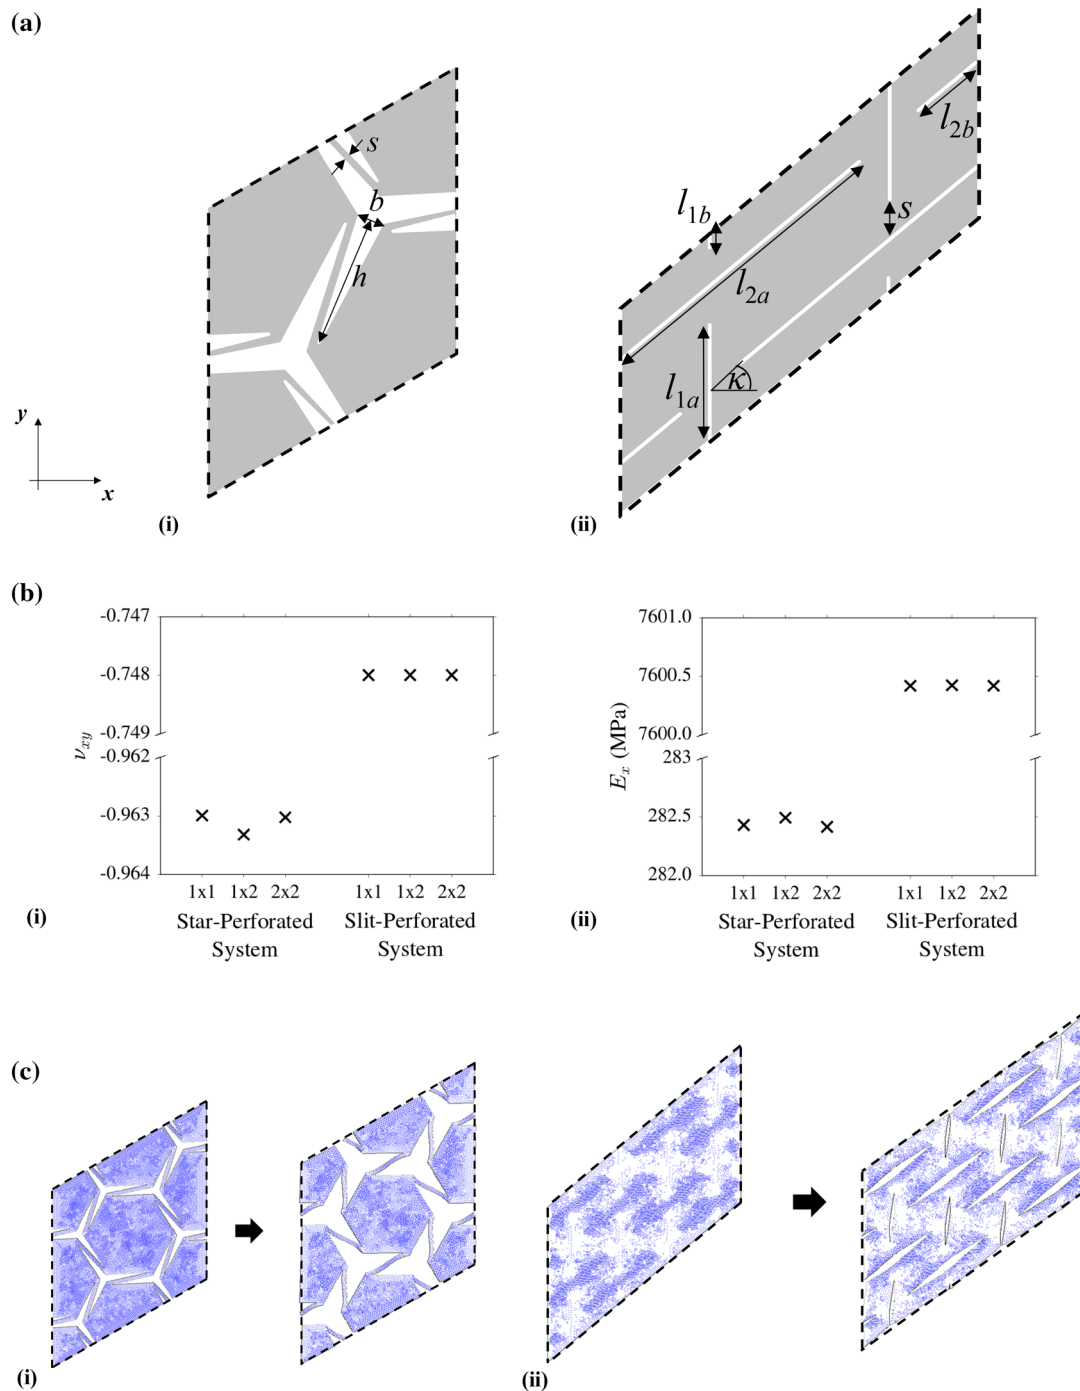 (a)
s
b
h
y
x
(i)
l1b
l2a
l1a
κ
s
l2b
(ii)
(b)
-0.747
-0.748
-0.749
-0.962
-0.963
-0.964
νxy
1x1 1x2 2x2 1x1 1x2 2x2
Star-Perforated Slit-Perforated
System System
(i)
7601.0
7600.5
7600.0
283
282.5
282.0
Ex (MPa)
1x1 1x2 2x2 1x1 1x2 2x2
Star-Perforated Slit-Perforated
System System
(ii)
(c)
(i)
(ii)